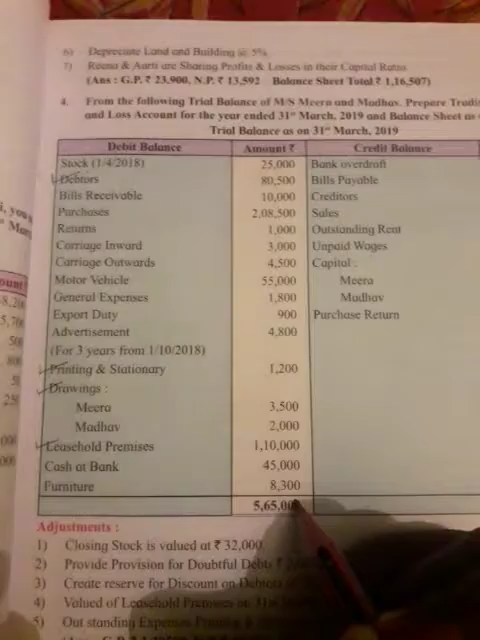 6) Depreciate Land and Building @ 5%
7) Reena & Aarti are Sharing Profits & Losses in their Capital Ratio.
(Ans : G.P. ₹ 23,900, N.P. ₹ 13,592 Balance Sheet Total ₹ 1,16,507)
4. From the following Trial Balance of M/S Meera and Madhav. Prepare Tradi
and Loss Account for the year ended 31st March, 2019 and Balance Sheet as
Trial Balance as on 31st March, 2019
Debit Balance Amount ₹ Credit Balance
Stock (1/4/2018) 25,000 Bank overdraft
Debtors 80,500 Bills Payable
Bills Receivable 10,000 Creditors
Purchases 2,08,500 Sales
Returns 1,000 Outstanding Rent
Carriage Inward 3,000 Unpaid Wages
Carriage Outwards 4,500 Capital :
Motor Vehicle 55,000 Meera
General Expenses 1,800 Madhav
Export Duty 900 Purchase Return
Advertisement 4,800
(For 3 years from 1/10/2018)
Printing & Stationary 1,200
Drawings :
Meera 3,500
Madhav 2,000
Leasehold Premises 1,10,000
Cash at Bank 45,000
Furniture 8,300
5,65,00
Adjustments :
1) Closing Stock is valued at ₹ 32,000
2) Provide Provision for Doubtful Debts ₹
3) Create reserve for Discount on Debtors
4) Valued of Leasehold Premises on 31st
5) Out standing Expenses